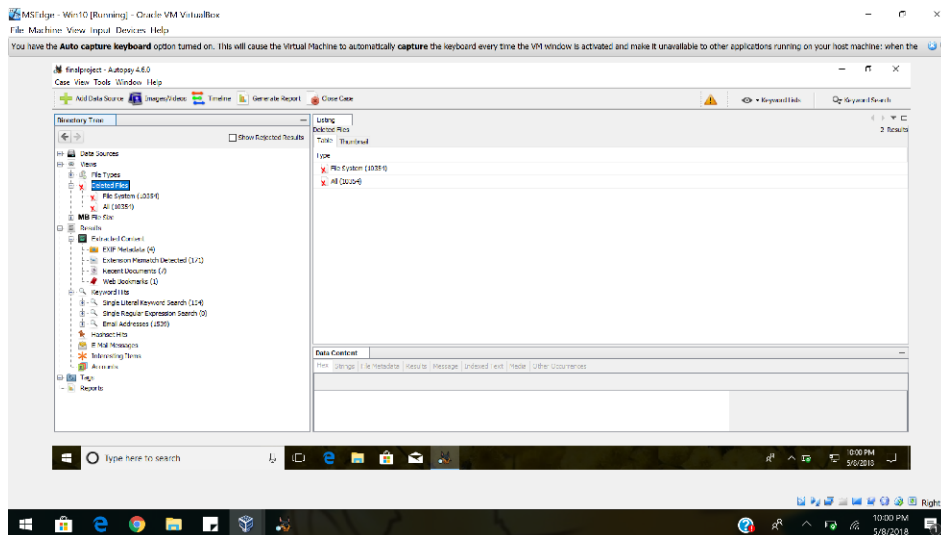 MSEdge - Win10 [Running] - Oracle VM VirtualBox
File Machine View Input Devices Help
You have the Auto capture keyboard option turned on. This will cause the Virtual Machine to automatically capture the keyboard every time the VM window is activated and make it unavailable to other applications running on your host machine: when the
finalproject - Autopsy 4.6.0
Case View Tools Window Help
Add Data Source Images/Videos Timeline Generate Report Close Case Keyword Lists Keyword Search
Directory Tree
Show Rejected Results
Data Sources
Views
File Types
Deleted Files
File System (10354)
All (10354)
MB File Size
Results
Extracted Content
EXIF Metadata (4)
Extension Mismatch Detected (171)
Recent Documents (7)
Web Bookmarks (1)
Keyword Hits
Single Literal Keyword Search (134)
Single Regular Expression Search (0)
Email Addresses (1509)
Hashset Hits
E-Mail Messages
Interesting Items
Accounts
Tags
Reports
Listing
Deleted Files
2 Results
Table Thumbnail
Type
File System (10354)
All (10354)
Data Content
Hex Strings File Metadata Results Message Indexed Text Media Other Occurrences
Type here to search
10:00 PM
5/8/2018
Right
10:00 PM
5/8/2018